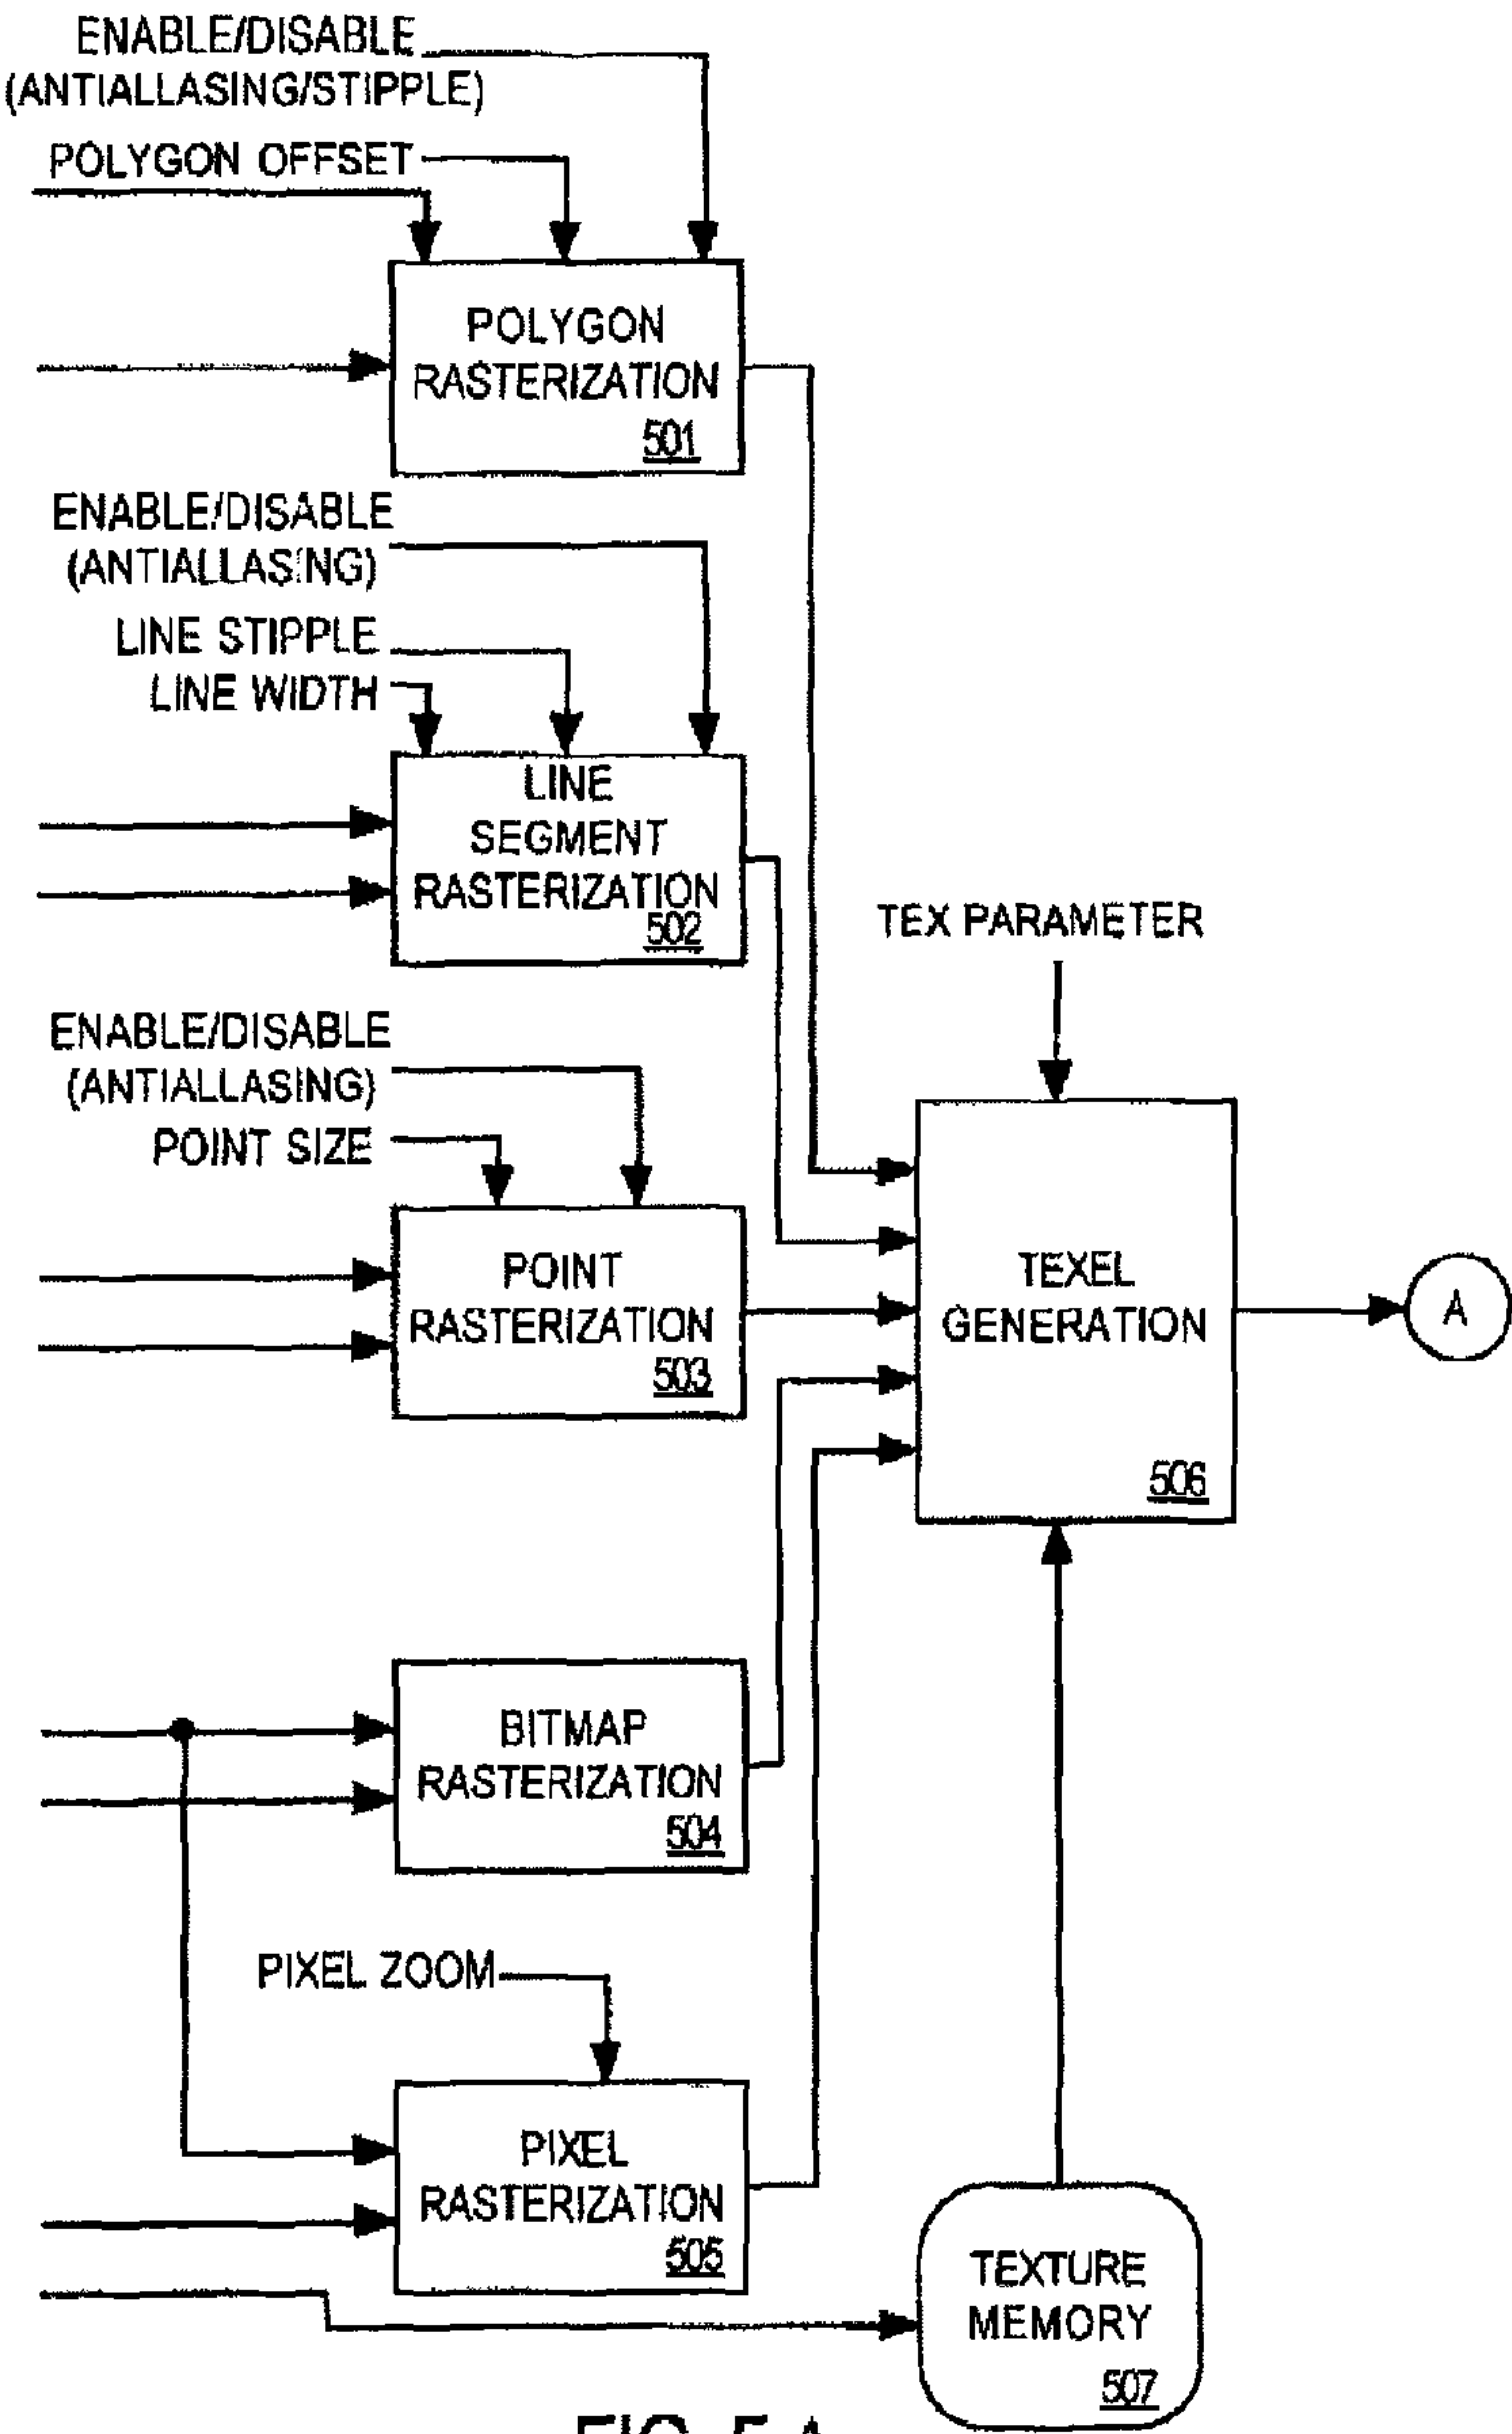 ENABLE/DISABLE
(ANTIALLASING/STIPPLE)
POLYGON OFFSET
POLYGON
RASTERIZATION
501
ENABLE/DISABLE
(ANTIALLASING)
LINE STIPPLE
LINE WIDTH
LINE
SEGMENT
RASTERIZATION
502
TEX PARAMETER
ENABLE/DISABLE
(ANTIALLASING)
POINT SIZE
POINT
RASTERIZATION
503
TEXEL
GENERATION
506
A
BITMAP
RASTERIZATION
504
PIXEL ZOOM
PIXEL
RASTERIZATION
505
TEXTURE
MEMORY
507
FIG. 5A